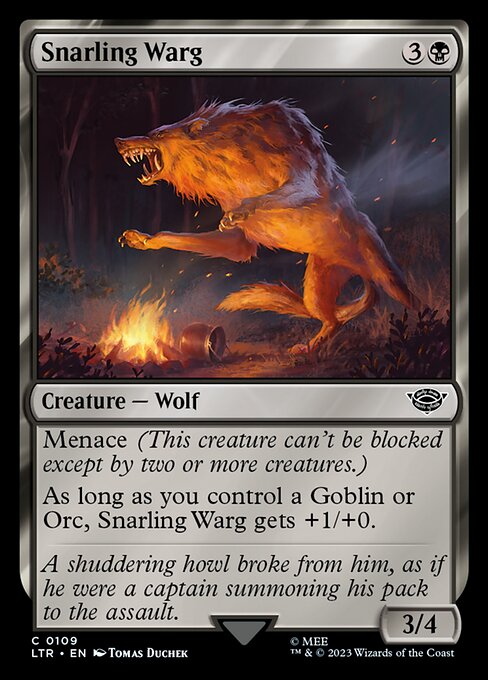 Snarling Warg 3
Creature — Wolf
Menace (This creature can't be blocked
except by two or more creatures.)
As long as you control a Goblin or
Orc, Snarling Warg gets +1/+0.
A shuddering howl broke from him, as if
he were a captain summoning his pack
to the assault.
3/4
C 0109
LTR • EN Tomas Duchek
© MEE
™ & © 2023 Wizards of the Coast